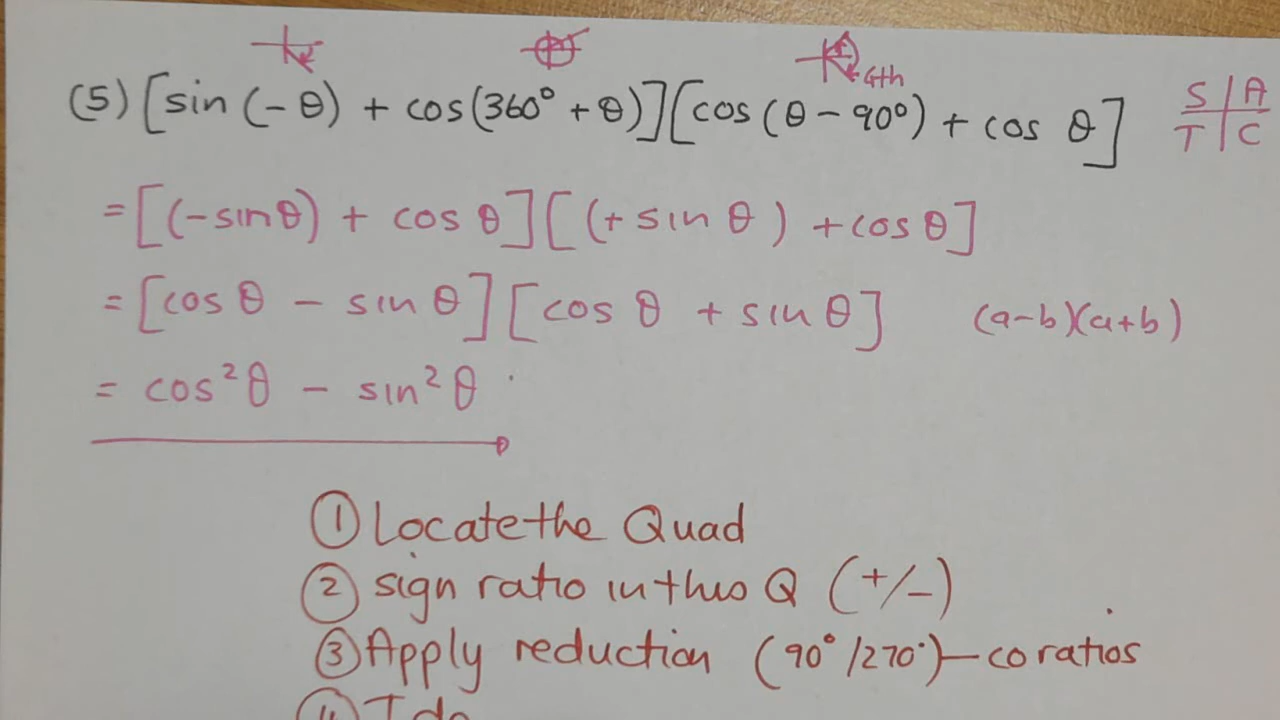 4th
(5) [sin (- θ) + cos(360° + θ)][cos (θ - 90°) + cos θ]
S | A
T | C
= [(-sinθ) + cos θ][(+ sin θ) + cos θ]
= [cos θ - sin θ][cos θ + sin θ] (a-b)(a+b)
= cos²θ - sin²θ
① Locate the Quad
② sign ratio in this Q (+/-)
③ Apply reduction (90°/270°) - co ratios